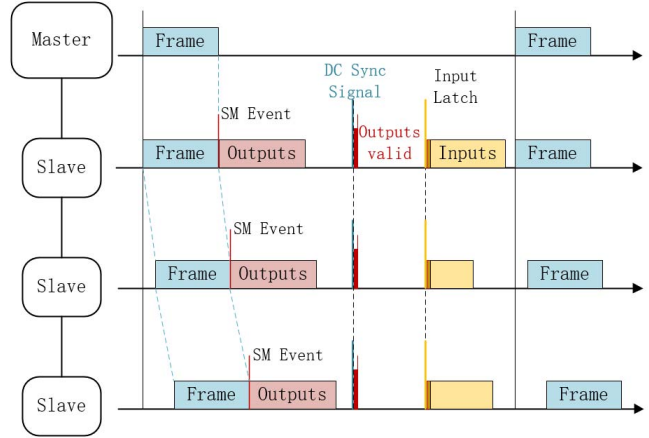 Master
Frame
Frame
DC Sync
Signal
Input
Latch
SM Event
Outputs
valid
Slave
Frame
Outputs
Inputs
Frame
SM Event
Slave
Frame
Outputs
Frame
SM Event
Slave
Frame
Outputs
Frame